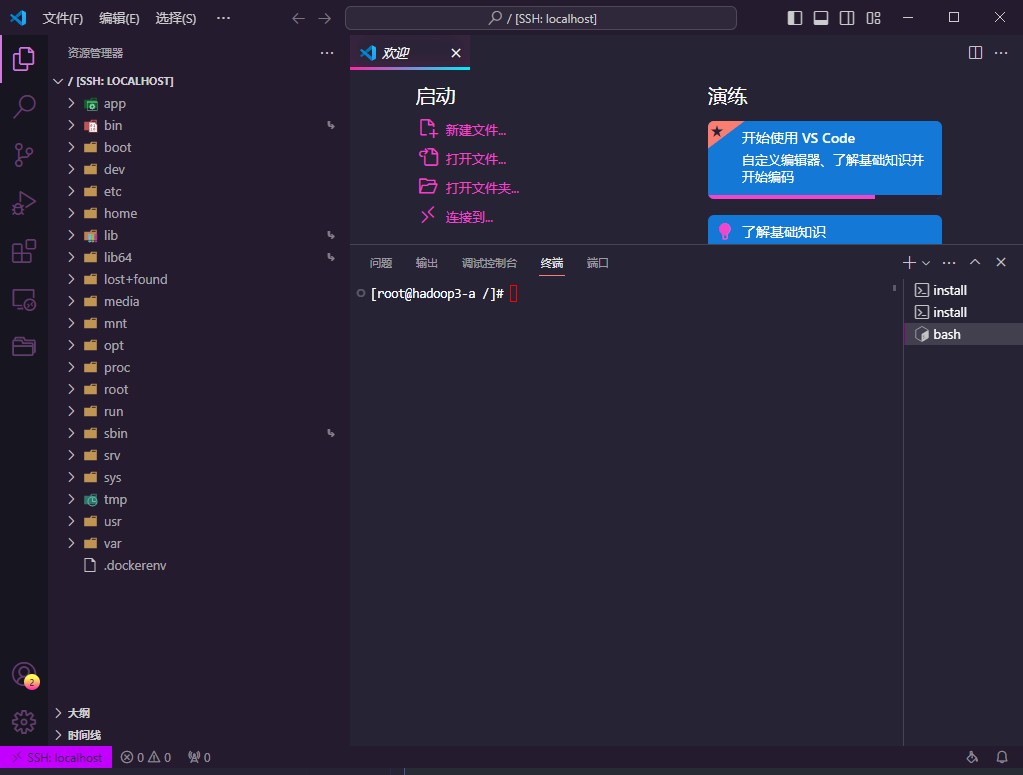 文件(F) 编辑(E) 选择(S) ··· / [SSH: localhost]
资源管理器 ···
/ [SSH: LOCALHOST]
app
bin
boot
dev
etc
home
lib
lib64
lost+found
media
mnt
opt
proc
root
run
sbin
srv
sys
tmp
usr
var
.dockerenv
大纲
时间线
欢迎
启动
新建文件...
打开文件...
打开文件夹...
连接到...
演练
开始使用 VS Code
自定义编辑器、了解基础知识并
开始编码
了解基础知识
问题 输出 调试控制台 终端 端口
[root@hadoop3-a /]#
install
install
bash
2
SSH: localhost 0 0 0